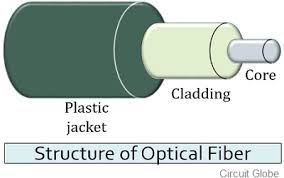 Core
Cladding
Plastic
jacket
Structure of Optical Fiber
Circuit Globe